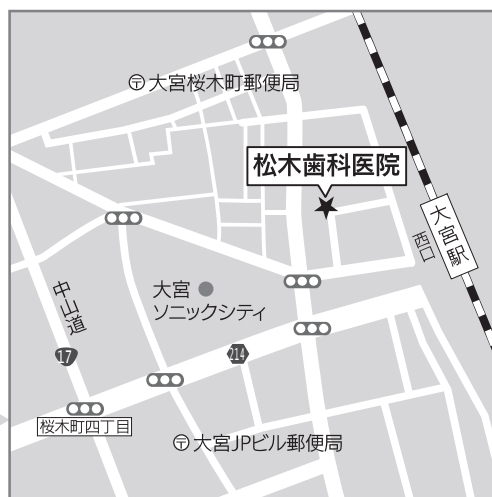 〒大宮桜木町郵便局
松木歯科医院
大宮駅
西口
中山道
17
大宮
ソニックシティ
214
桜木町四丁目
〒大宮JPビル郵便局